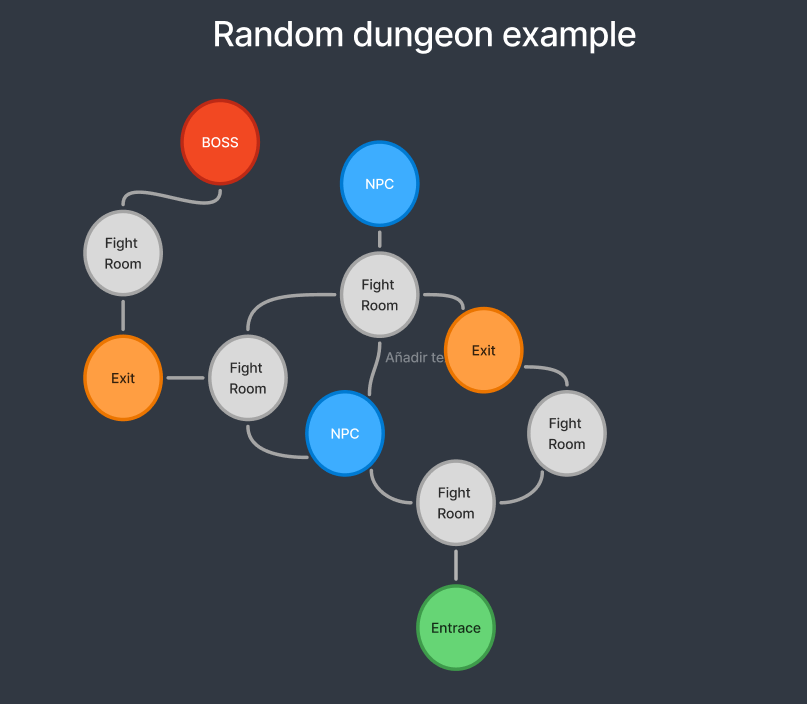 Random dungeon example
BOSS
NPC
Fight
Room
Fight
Room
Exit
Añadir te
Exit
Fight
Room
NPC
Fight
Room
Fight
Room
Entrace